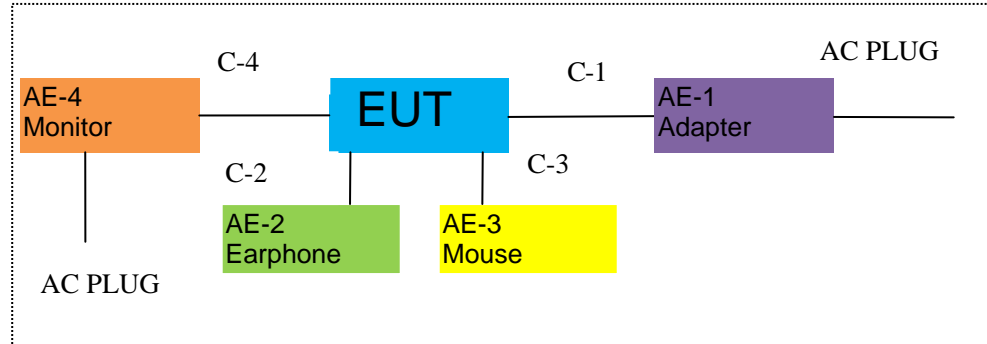 AC PLUG
C-4
C-1
AE-4
Monitor
EUT
AE-1
Adapter
C-2
C-3
AE-2
Earphone
AE-3
Mouse
AC PLUG